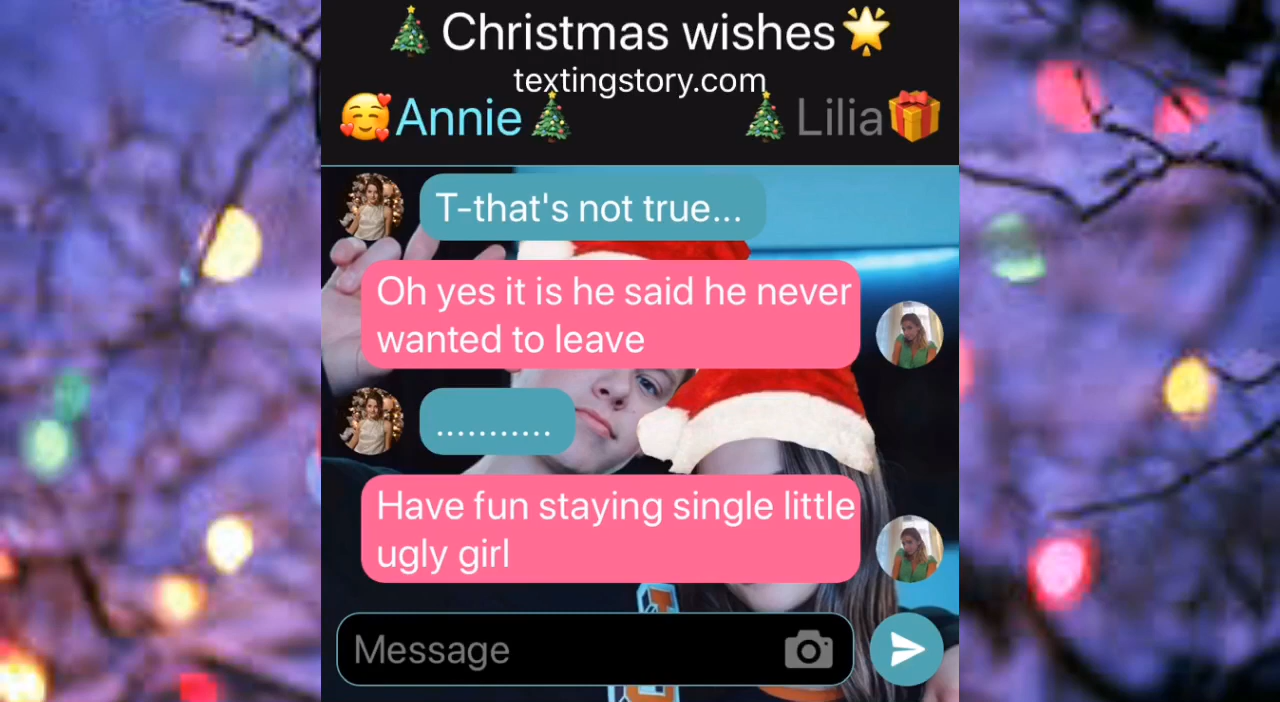 🎄Christmas wishes🌟
textingstory.com
🥰Annie🎄 🎄Lilia🎁
T-that's not true...
Oh yes it is he said he never
wanted to leave
...........
Have fun staying single little
ugly girl
Message